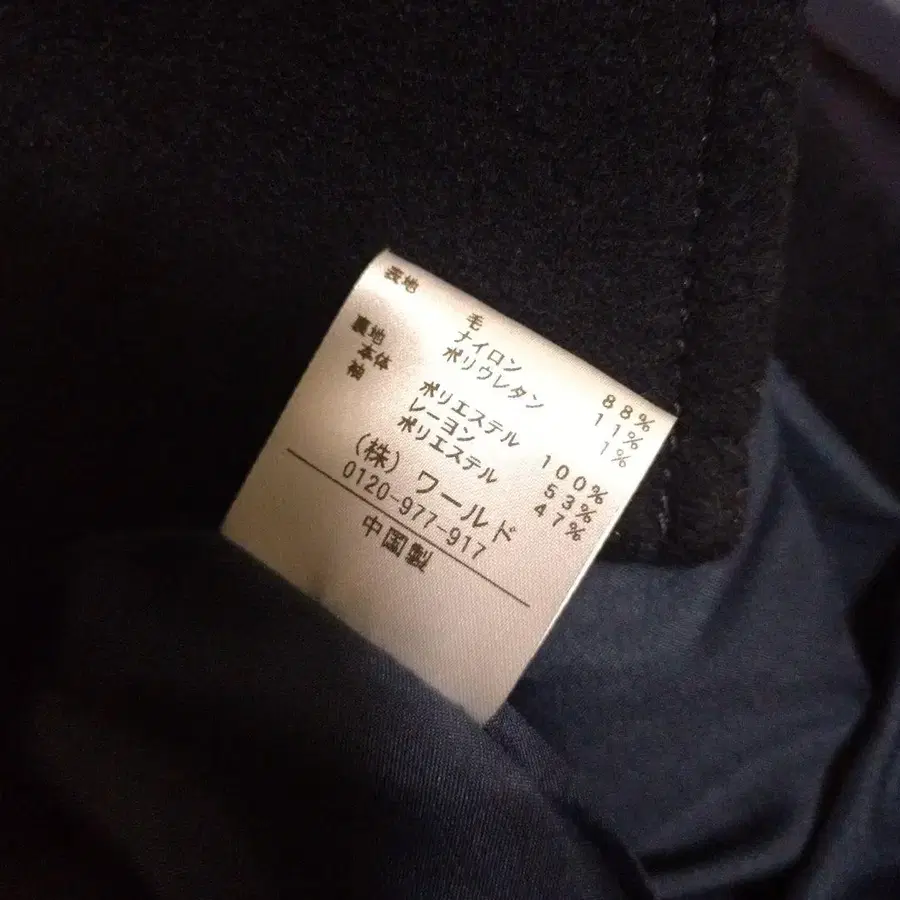 表地
毛 88%
ナイロン 11%
ポリウレタン 1%
裏地
本体 ポリエステル 100%
袖 レーヨン 53%
ポリエステル 47%
(株) ワールド
0120-977-917
中国製